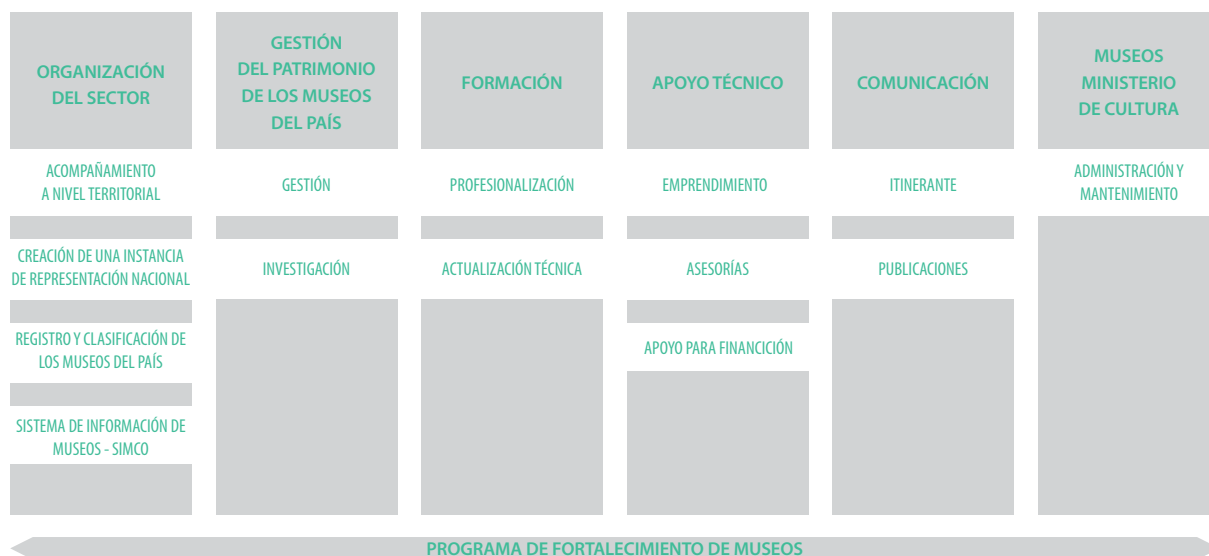 ORGANIZACIÓN
DEL SECTOR
ACOMPAÑAMIENTO
A NIVEL TERRITORIAL
CREACIÓN DE UNA INSTANCIA
DE REPRESENTACIÓN NACIONAL
REGISTRO Y CLASIFICACIÓN DE
LOS MUSEOS DEL PAÍS
SISTEMA DE INFORMACIÓN DE
MUSEOS - SIMCO
GESTIÓN
DEL PATRIMONIO
DE LOS MUSEOS
DEL PAÍS
GESTIÓN
INVESTIGACIÓN
FORMACIÓN
PROFESIONALIZACIÓN
ACTUALIZACIÓN TÉCNICA
APOYO TÉCNICO
EMPRENDIMIENTO
ASESORÍAS
APOYO PARA FINANCICIÓN
COMUNICACIÓN
ITINERANTE
PUBLICACIONES
MUSEOS
MINISTERIO
DE CULTURA
ADMINISTRACIÓN Y
MANTENIMIENTO
PROGRAMA DE FORTALECIMIENTO DE MUSEOS